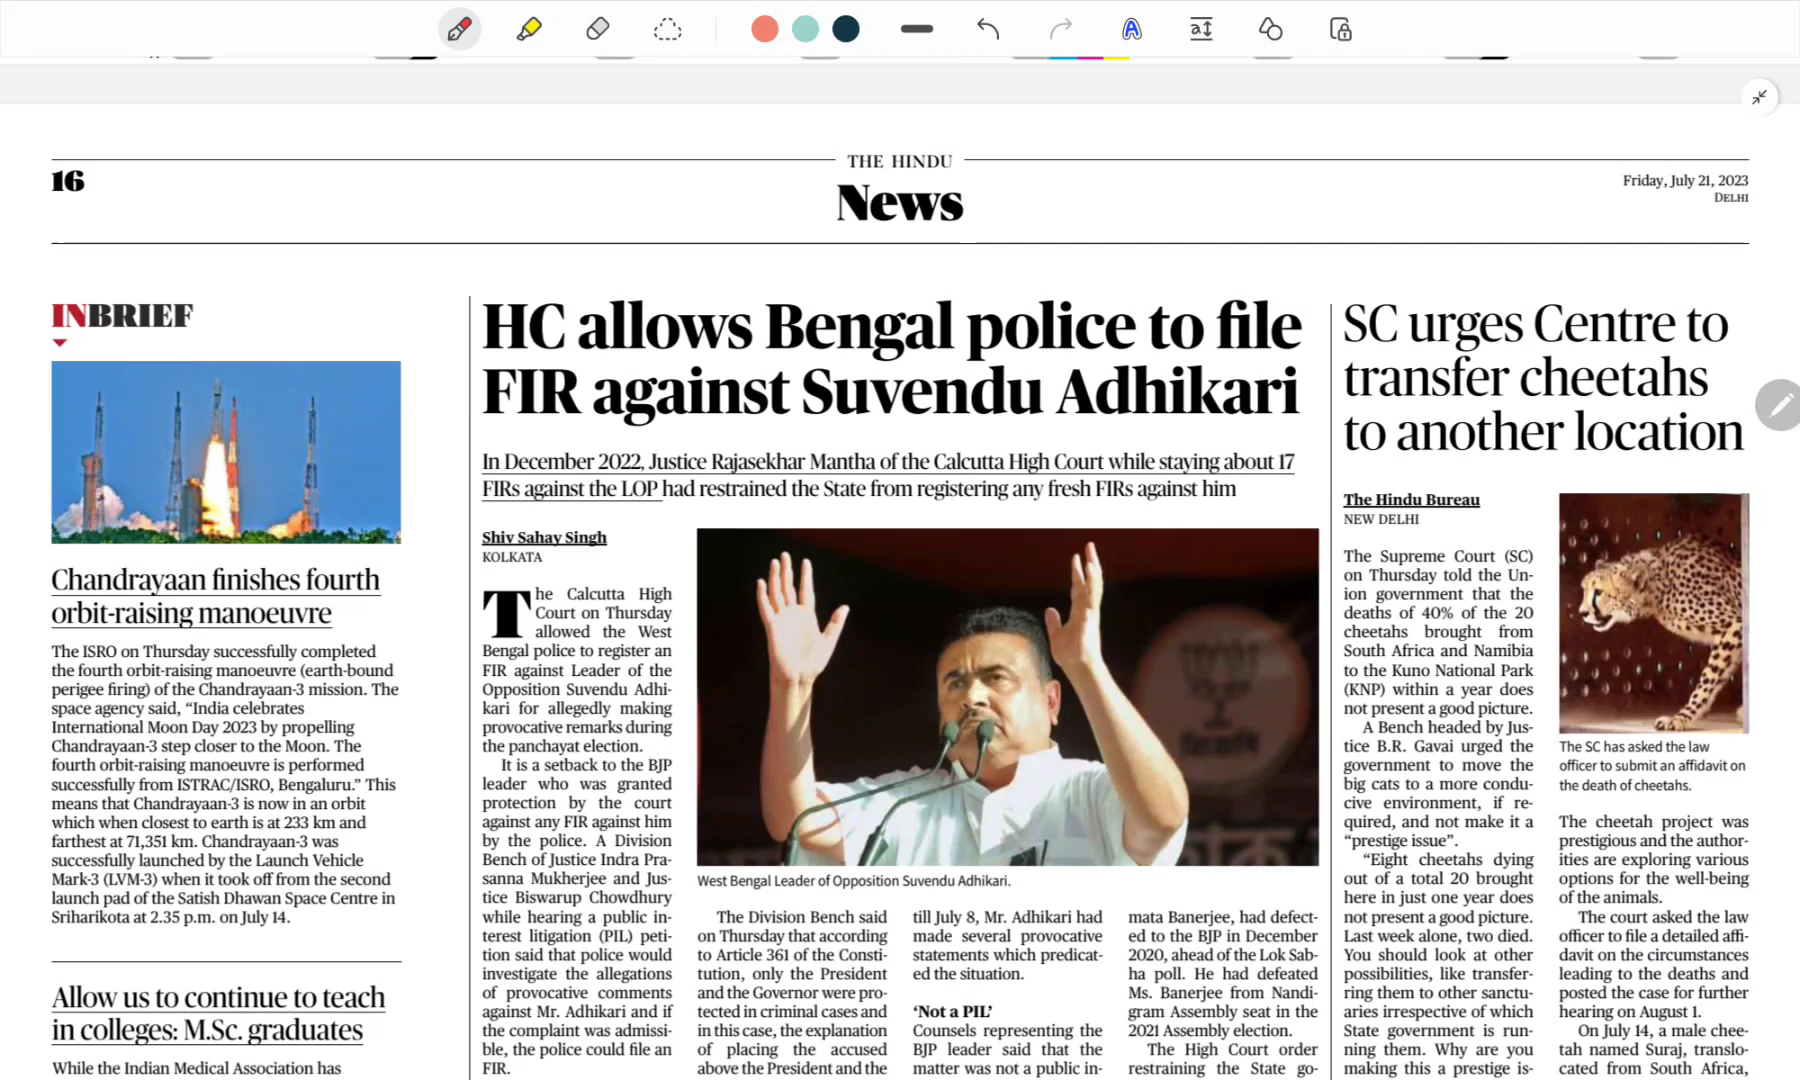 THE HINDU
16
News
Friday, July 21, 2023
DELHI
INBRIEF
Chandrayaan finishes fourth
orbit-raising manoeuvre
The ISRO on Thursday successfully completed
the fourth orbit-raising manoeuvre (earth-bound
perigee firing) of the Chandrayaan-3 mission. The
space agency said, “India celebrates
International Moon Day 2023 by propelling
Chandrayaan-3 step closer to the Moon. The
fourth orbit-raising manoeuvre is performed
successfully from ISTRAC/ISRO, Bengaluru.” This
means that Chandrayaan-3 is now in an orbit
which when closest to earth is at 233 km and
farthest at 71,351 km. Chandrayaan-3 was
successfully launched by the Launch Vehicle
Mark-3 (LVM-3) when it took off from the second
launch pad of the Satish Dhawan Space Centre in
Sriharikota at 2.35 p.m. on July 14.
Allow us to continue to teach
in colleges: M.Sc. graduates
While the Indian Medical Association has
HC allows Bengal police to file
FIR against Suvendu Adhikari
In December 2022, Justice Rajasekhar Mantha of the Calcutta High Court while staying about 17
FIRs against the LOP had restrained the State from registering any fresh FIRs against him
Shiv Sahay Singh
KOLKATA
The Calcutta High
Court on Thursday
allowed the West
Bengal police to register an
FIR against Leader of the
Opposition Suvendu Adhi-
kari for allegedly making
provocative remarks during
the panchayat election.
It is a setback to the BJP
leader who was granted
protection by the court
against any FIR against him
by the police. A Division
Bench of Justice Indra Pra-
sanna Mukherjee and Jus-
tice Biswarup Chowdhury
while hearing a public in-
terest litigation (PIL) peti-
tion said that police would
investigate the allegations
of provocative comments
against Mr. Adhikari and if
the complaint was admissi-
ble, the police could file an
FIR.
West Bengal Leader of Opposition Suvendu Adhikari.
The Division Bench said
on Thursday that according
to Article 361 of the Consti-
tution, only the President
and the Governor were pro-
tected in criminal cases and
in this case, the explanation
of placing the accused
above the President and the
till July 8, Mr. Adhikari had
made several provocative
statements which predicat-
ed the situation.
‘Not a PIL’
Counsels representing the
BJP leader said that the
matter was not a public in-
mata Banerjee, had defect-
ed to the BJP in December
2020, ahead of the Lok Sab-
ha poll. He had defeated
Ms. Banerjee from Nandi-
gram Assembly seat in the
2021 Assembly election.
The High Court order
restraining the State go-
SC urges Centre to
transfer cheetahs
to another location
The Hindu Bureau
NEW DELHI
The Supreme Court (SC)
on Thursday told the Un-
ion government that the
deaths of 40% of the 20
cheetahs brought from
South Africa and Namibia
to the Kuno National Park
(KNP) within a year does
not present a good picture.
A Bench headed by Jus-
tice B.R. Gavai urged the
government to move the
big cats to a more condu-
cive environment, if re-
quired, and not make it a
“prestige issue”.
“Eight cheetahs dying
out of a total 20 brought
here in just one year does
not present a good picture.
Last week alone, two died.
You should look at other
possibilities, like transfer-
ring them to other sanctu-
aries irrespective of which
State government is run-
ning them. Why are you
making this a prestige is-
The SC has asked the law
officer to submit an affidavit on
the death of cheetahs.
The cheetah project was
prestigious and the author-
ities are exploring various
options for the well-being
of the animals.
The court asked the law
officer to file a detailed affi-
davit on the circumstances
leading to the deaths and
posted the case for further
hearing on August 1.
On July 14, a male chee-
tah named Suraj, translo-
cated from South Africa,